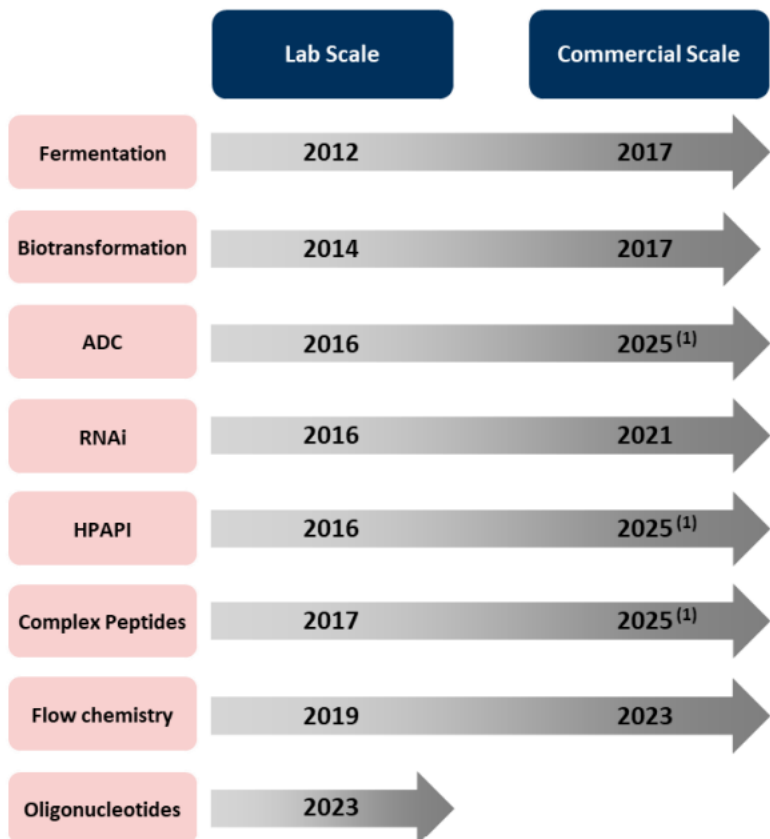 Lab Scale Commercial Scale
Fermentation 2012 2017
Biotransformation 2014 2017
ADC 2016 2025 (1)
RNAi 2016 2021
HPAPI 2016 2025 (1)
Complex Peptides 2017 2025 (1)
Flow chemistry 2019 2023
Oligonucleotides 2023